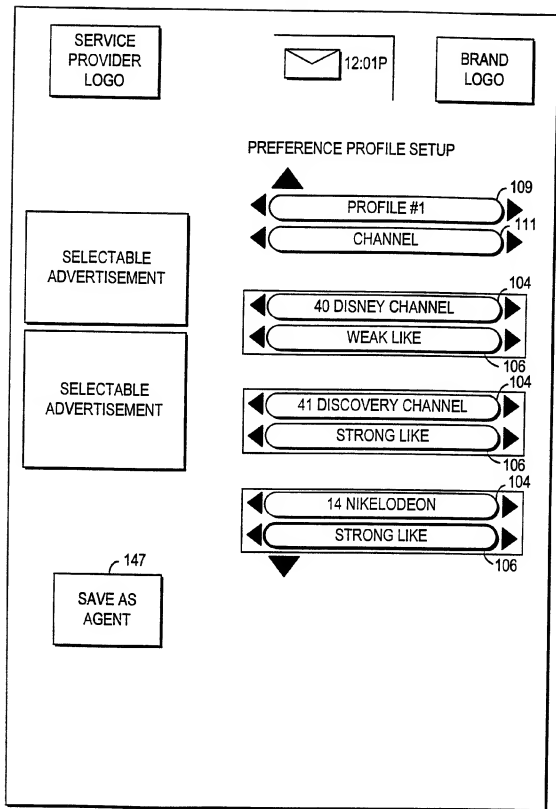 SERVICE
PROVIDER
LOGO
12:01P
BRAND
LOGO
PREFERENCE PROFILE SETUP
109
PROFILE #1
111
CHANNEL
SELECTABLE
ADVERTISEMENT
104
40 DISNEY CHANNEL
WEAK LIKE
106
SELECTABLE
ADVERTISEMENT
104
41 DISCOVERY CHANNEL
STRONG LIKE
106
104
14 NIKELODEON
STRONG LIKE
106
147
SAVE AS
AGENT